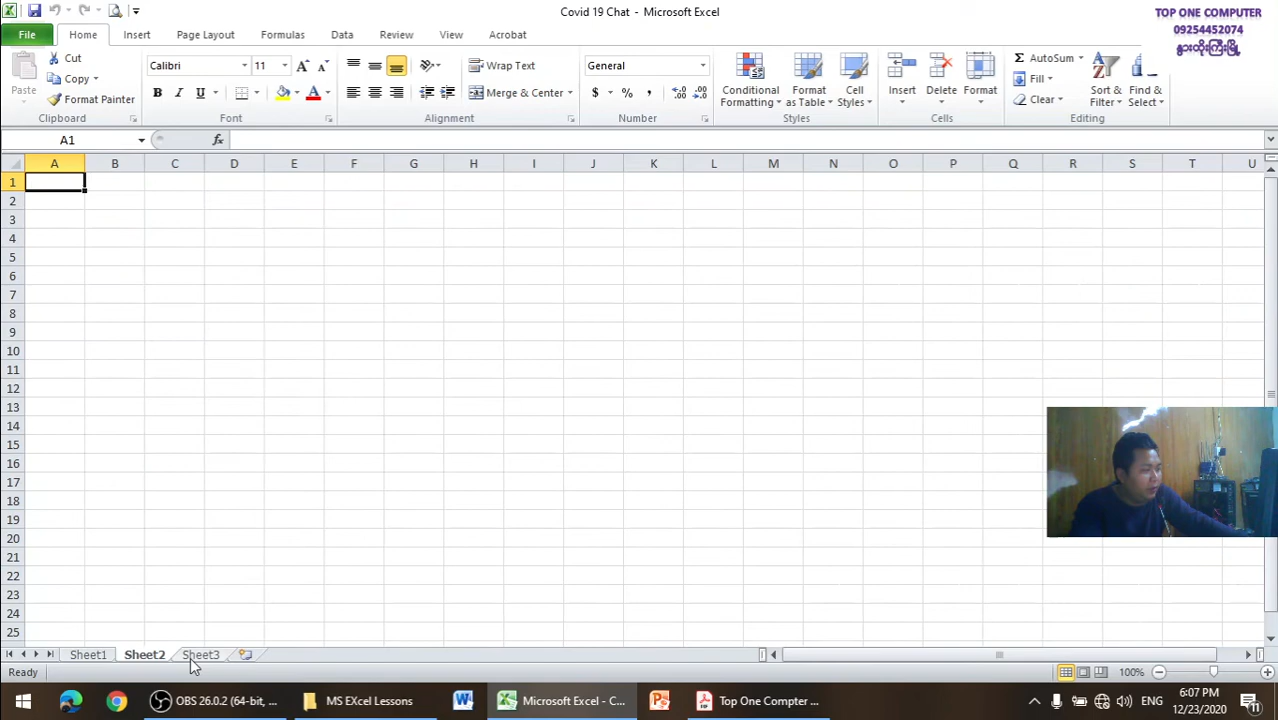 Covid 19 Chat - Microsoft Excel
TOP ONE COMPUTER
09254452074
နွားထိုးကြီးမြို့
File Home Insert Page Layout Formulas Data Review View Acrobat
Cut
Copy
Format Painter
Paste
Clipboard
Calibri 11
B I U
Font
Wrap Text
Merge & Center
Alignment
General
$ % ,
Number
Conditional Formatting
Format as Table
Cell Styles
Styles
Insert Delete Format
Cells
Σ AutoSum
Fill
Clear
Sort & Filter
Find & Select
Editing
A1 fx
A B C D E F G H I J K L M N O P Q R S T U
1
2
3
4
5
6
7
8
9
10
11
12
13
14
15
16
17
18
19
20
21
22
23
24
25
Sheet1 Sheet2 Sheet3
Ready 100%
OBS 26.0.2 (64-bit, ... MS EXcel Lessons Microsoft Excel - C... Top One Compter ... ENG 6:07 PM
12/23/2020
11